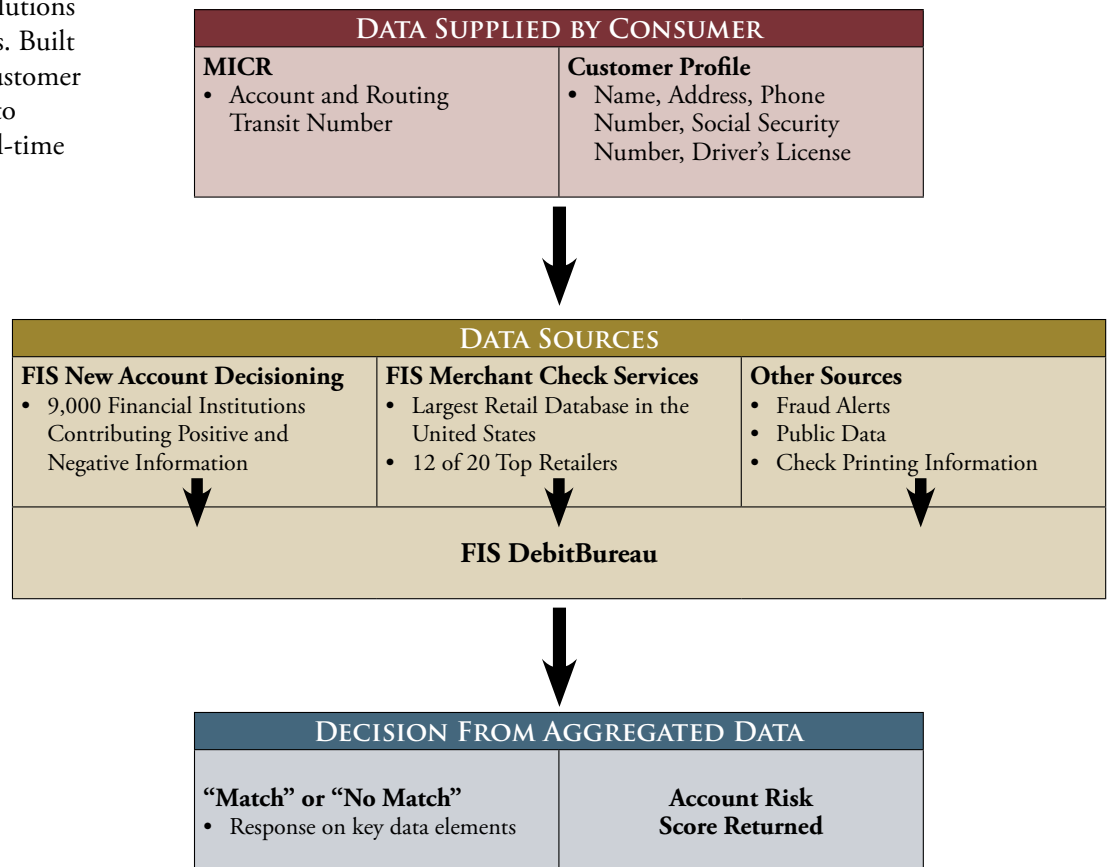 s. Built
DATA SUPPLIED BY CONSUMER
MICR
• Account and Routing
Transit Number
Customer Profile
• Name, Address, Phone
Number, Social Security
Number, Driver's License
DATA SOURCES
FIS New Account Decisioning
• 9,000 Financial Institutions
Contributing Positive and
Negative Information
FIS Merchant Check Services
• Largest Retail Database in the
United States
• 12 of 20 Top Retailers
Other Sources
• Fraud Alerts
• Public Data
• Check Printing Information
FIS DebitBureau
DECISION FROM AGGREGATED DATA
“Match” or “No Match”
• Response on key data elements
Account Risk
Score Returned